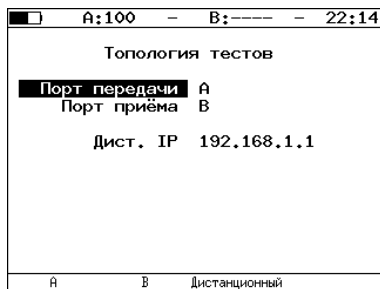 A:100 – B:---- – 22:14
Топология тестов
Порт передачи A
Порт приёма B
Дист. IP 192.168.1.1
A B Дистанционный